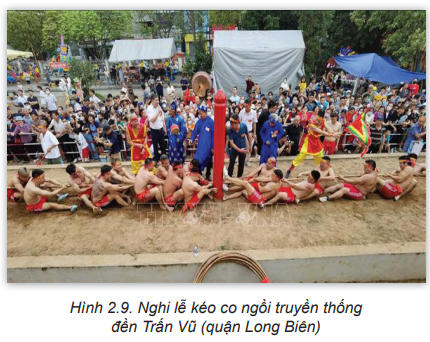 Hình 2.9. Nghi lễ kéo co ngồi truyền thống
đền Trấn Vũ (quận Long Biên)